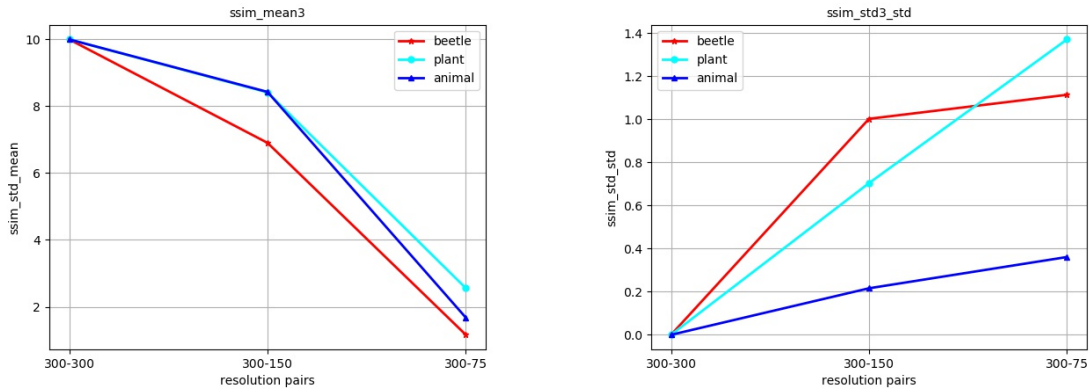 ssim_mean3
10
8
6
4
2
ssim_std_mean
beetle
plant
animal
300-300
300-150
300-75
resolution pairs
ssim_std3_std
1.4
1.2
1.0
0.8
0.6
0.4
0.2
0.0
ssim_std_std
beetle
plant
animal
300-300
300-150
300-75
resolution pairs